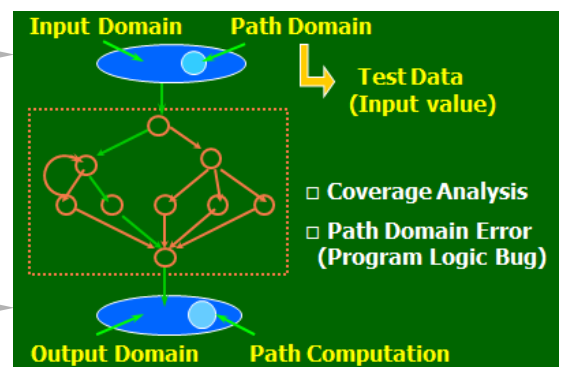 Input Domain Path Domain
Test Data
(Input value)
□ Coverage Analysis
□ Path Domain Error
(Program Logic Bug)
Output Domain Path Computation